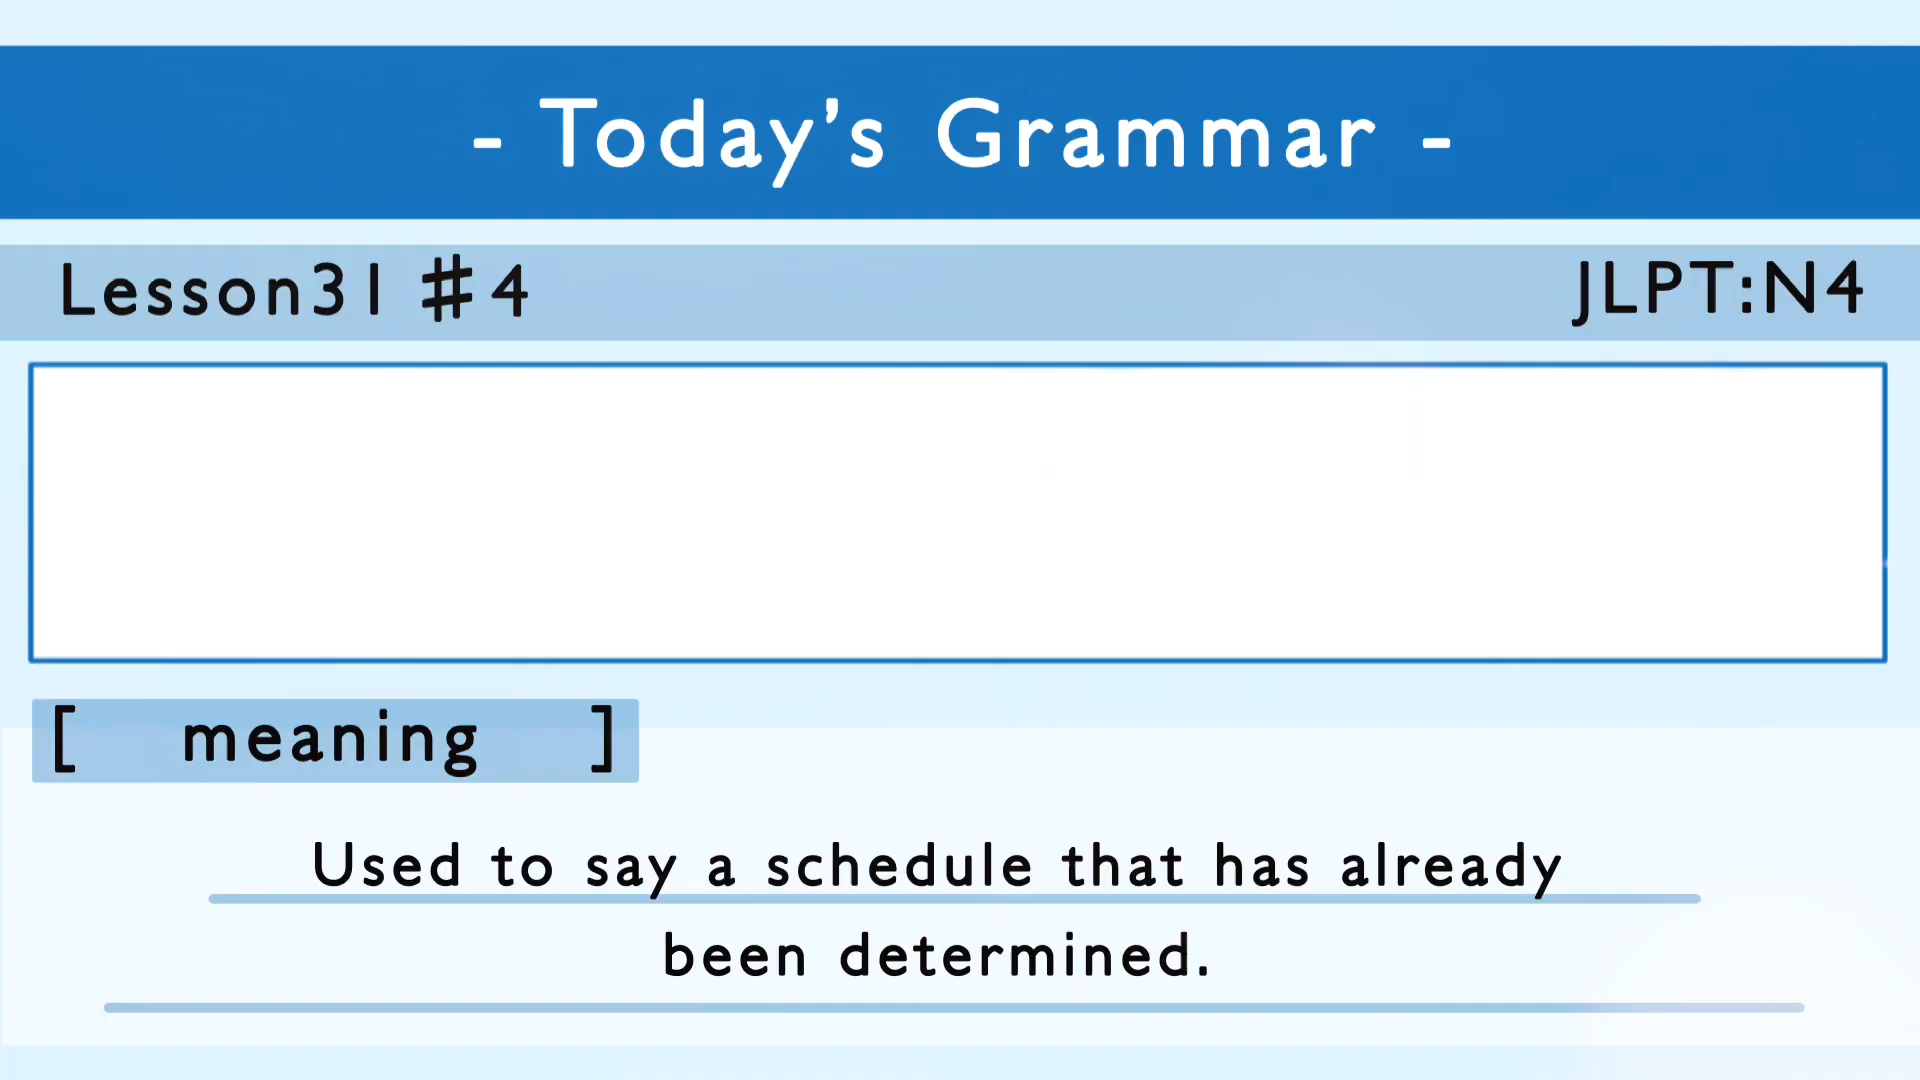 - Today’s Grammar -
Lesson31 #4
JLPT:N4
[ meaning ]
Used to say a schedule that has already
been determined.